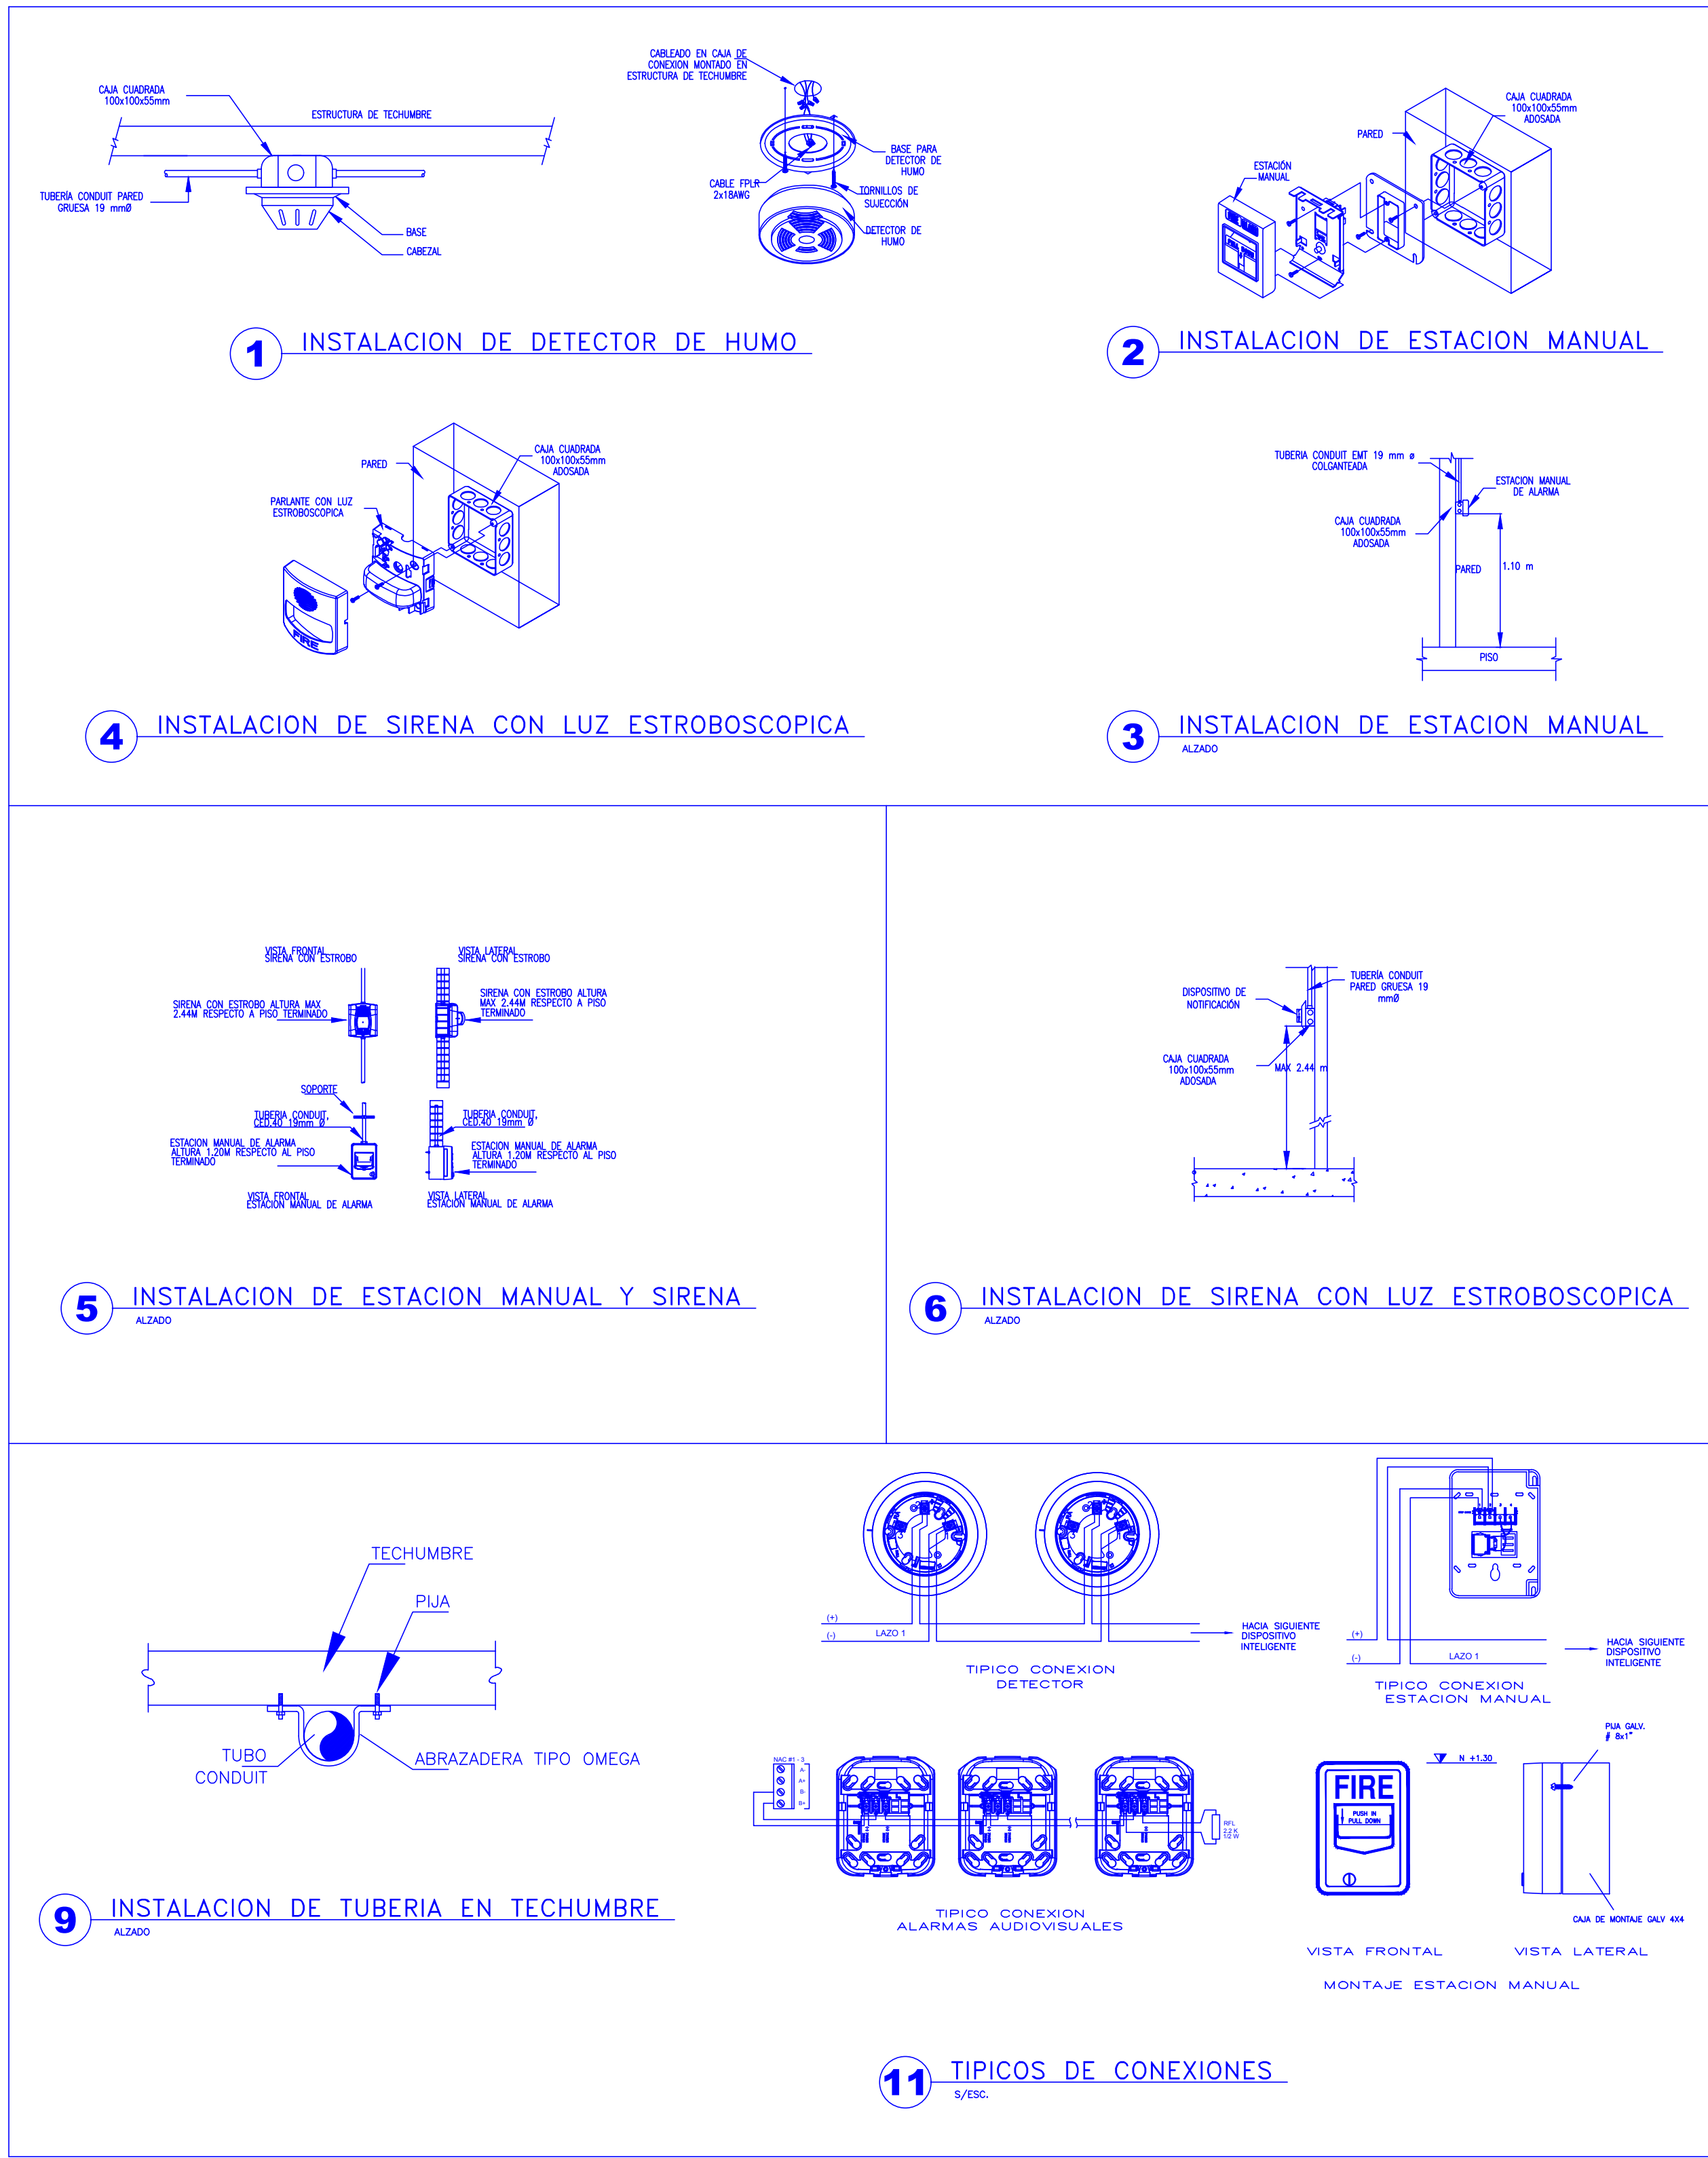 CAJA CUADRADA
100x100x55mm
ESTRUCTURA DE TECHUMBRE
TUBERÍA CONDUIT PARED
GRUESA 19 mmØ
BASE
CABEZAL
CABLEADO EN CAJA DE
CONEXION MONTADO EN
ESTRUCTURA DE TECHUMBRE
BASE PARA
DETECTOR DE
HUMO
CABLE FPLR
2x18AWG
TORNILLOS DE
SUJECCIÓN
DETECTOR DE
HUMO
1
INSTALACION DE DETECTOR DE HUMO
CAJA CUADRADA
100x100x55mm
ADOSADA
PARED
ESTACIÓN
MANUAL
2
INSTALACION DE ESTACION MANUAL
CAJA CUADRADA
100x100x55mm
ADOSADA
PARED
PARLANTE CON LUZ
ESTROBOSCOPICA
FIRE
4
INSTALACION DE SIRENA CON LUZ ESTROBOSCOPICA
TUBERIA CONDUIT EMT 19 mm ø
COLGANTEADA
ESTACION MANUAL
DE ALARMA
CAJA CUADRADA
100x100x55mm
ADOSADA
PARED
1.10 m
PISO
3
INSTALACION DE ESTACION MANUAL
ALZADO
VISTA FRONTAL
SIRENA CON ESTROBO
VISTA LATERAL
SIRENA CON ESTROBO
SIRENA CON ESTROBO ALTURA MAX
2.44M RESPECTO A PISO TERMINADO
SIRENA CON ESTROBO ALTURA
MAX 2.44M RESPECTO A PISO
TERMINADO
SOPORTE
TUBERIA CONDUIT,
CED.40 19mm Ø
TUBERIA CONDUIT,
CED.40 19mm Ø
ESTACION MANUAL DE ALARMA
ALTURA 1.20M RESPECTO AL PISO
TERMINADO
ESTACION MANUAL DE ALARMA
ALTURA 1.20M RESPECTO AL PISO
TERMINADO
VISTA FRONTAL
ESTACION MANUAL DE ALARMA
VISTA LATERAL
ESTACION MANUAL DE ALARMA
5
INSTALACION DE ESTACION MANUAL Y SIRENA
ALZADO
TUBERÍA CONDUIT
PARED GRUESA 19
mmØ
DISPOSITIVO DE
NOTIFICACIÓN
CAJA CUADRADA
100x100x55mm
ADOSADA
MAX 2.44 m
6
INSTALACION DE SIRENA CON LUZ ESTROBOSCOPICA
ALZADO
TECHUMBRE
PIJA
TUBO
CONDUIT
ABRAZADERA TIPO OMEGA
9
INSTALACION DE TUBERIA EN TECHUMBRE
ALZADO
(+)
(-)
LAZO 1
HACIA SIGUIENTE
DISPOSITIVO
INTELIGENTE
TIPICO CONEXION
DETECTOR
(+)
(-)
LAZO 1
HACIA SIGUIENTE
DISPOSITIVO
INTELIGENTE
TIPICO CONEXION
ESTACION MANUAL
NAC #1 - 3
A-
A+
B-
B+
RFL
2.2 K
1/2 W
TIPICO CONEXION
ALARMAS AUDIOVISUALES
FIRE
PUSH IN
PULL DOWN
N +1.30
PIJA GALV.
# 8x1"
CAJA DE MONTAJE GALV 4X4
VISTA FRONTAL
VISTA LATERAL
MONTAJE ESTACION MANUAL
11
TIPICOS DE CONEXIONES
S/ESC.